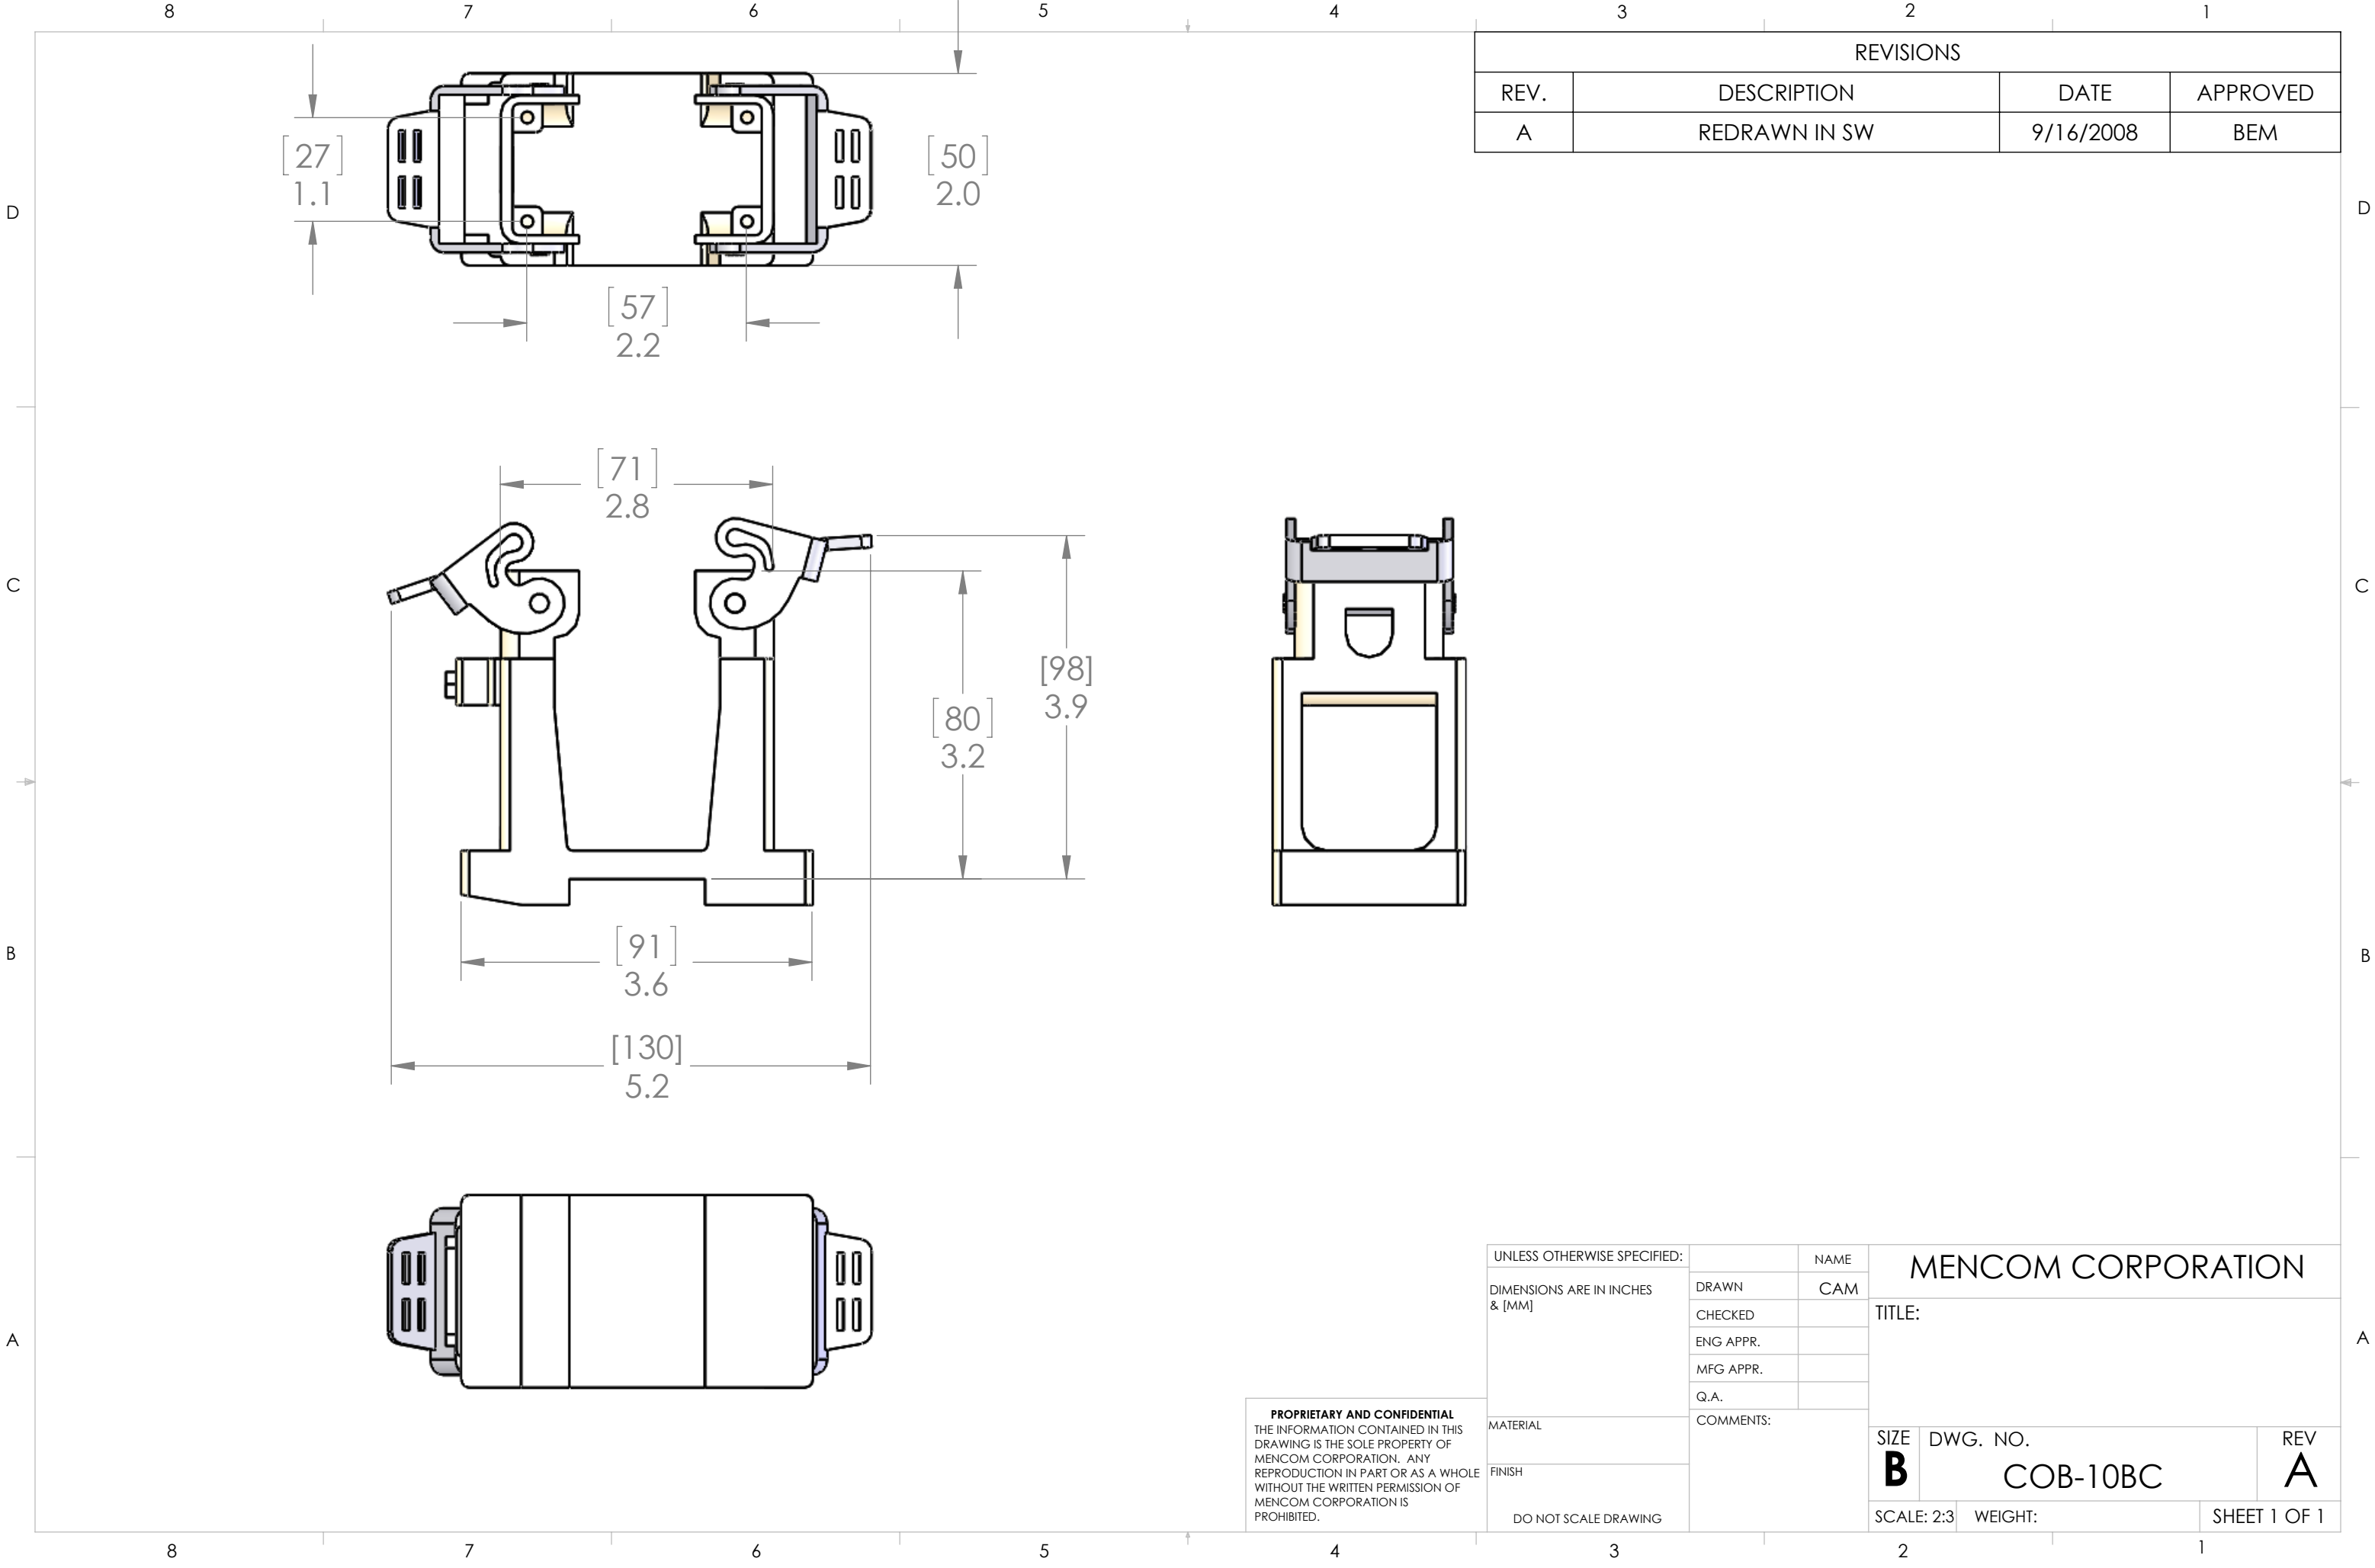 8 7 6 5 4 3 2 1
REVISIONS
REV. DESCRIPTION DATE APPROVED
A REDRAWN IN SW 9/16/2008 BEM
[27]
1.1
[50]
2.0
D D
[57]
2.2
[71]
2.8
C C
[98]
3.9
[80]
3.2
[91]
3.6
B B
[130]
5.2
A A
UNLESS OTHERWISE SPECIFIED:
DIMENSIONS ARE IN INCHES
& [MM]
MATERIAL
FINISH
DO NOT SCALE DRAWING
NAME
DRAWN CAM
CHECKED
ENG APPR.
MFG APPR.
Q.A.
COMMENTS:
MENCOM CORPORATION
TITLE:
SIZE DWG. NO. REV
B COB-10BC A
SCALE: 2:3 WEIGHT: SHEET 1 OF 1
PROPRIETARY AND CONFIDENTIAL
THE INFORMATION CONTAINED IN THIS
DRAWING IS THE SOLE PROPERTY OF
MENCOM CORPORATION. ANY
REPRODUCTION IN PART OR AS A WHOLE
WITHOUT THE WRITTEN PERMISSION OF
MENCOM CORPORATION IS
PROHIBITED.
8 7 6 5 4 3 2 1